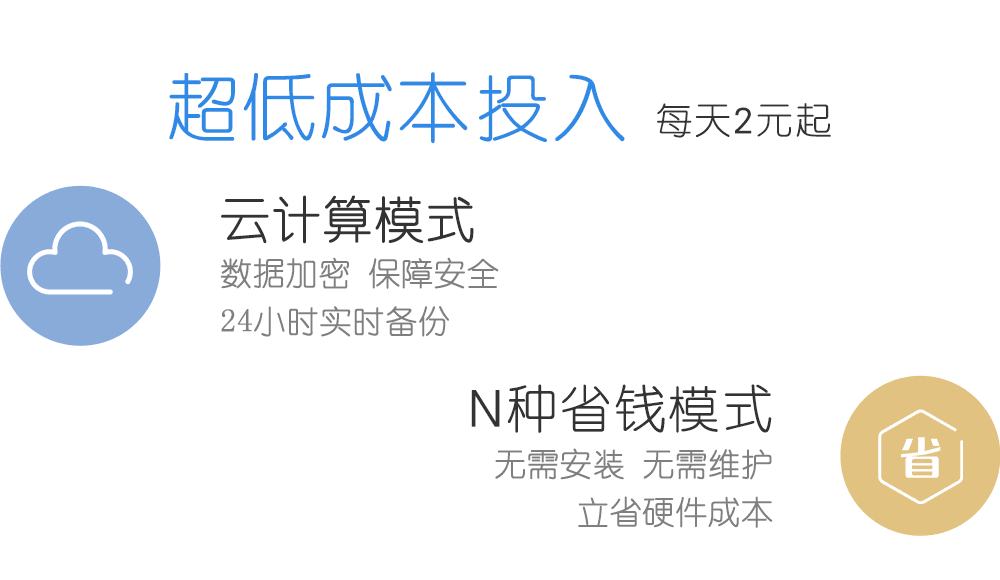 超低成本投入 每天2元起
云计算模式
数据加密 保障安全
24小时实时备份
N种省钱模式
无需安装 无需维护
立省硬件成本
省